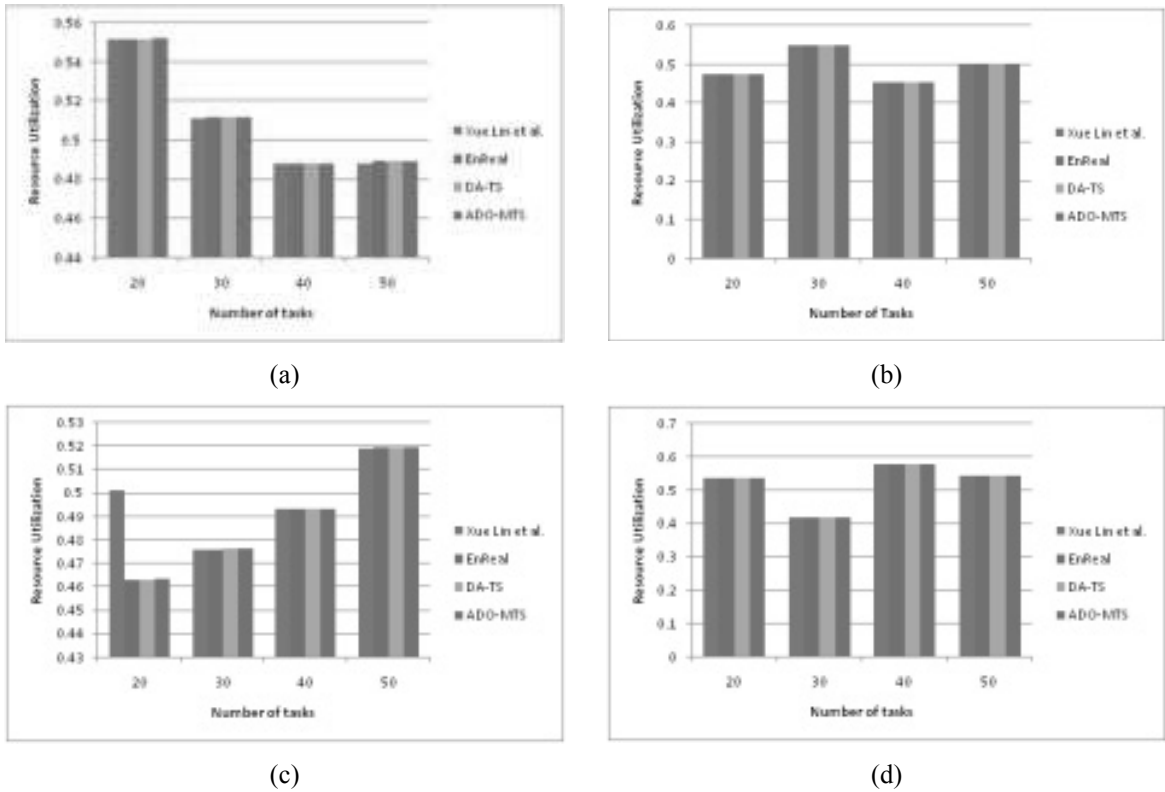 0.56
0.54
0.52
0.5
0.48
0.46
0.44
Resource Utilization
20 30 40 50
Number of tasks
Xue Lin et al.
EnReal
DA-TS
ADO-MTS
(a)
0.6
0.5
0.4
0.3
0.2
0.1
0
Resource Utilization
20 30 40 50
Number of Tasks
Xue Lin et al.
EnReal
DA-TS
ADO-MTS
(b)
0.53
0.52
0.51
0.5
0.49
0.48
0.47
0.46
0.45
0.44
0.43
Resource Utilization
20 30 40 50
Number of tasks
Xue Lin et al.
EnReal
DA-TS
ADO-MTS
(c)
0.7
0.6
0.5
0.4
0.3
0.2
0.1
0
Resource Utilization
20 30 40 50
Number of tasks
Xue Lin et al.
EnReal
DA-TS
ADO-MTS
(d)